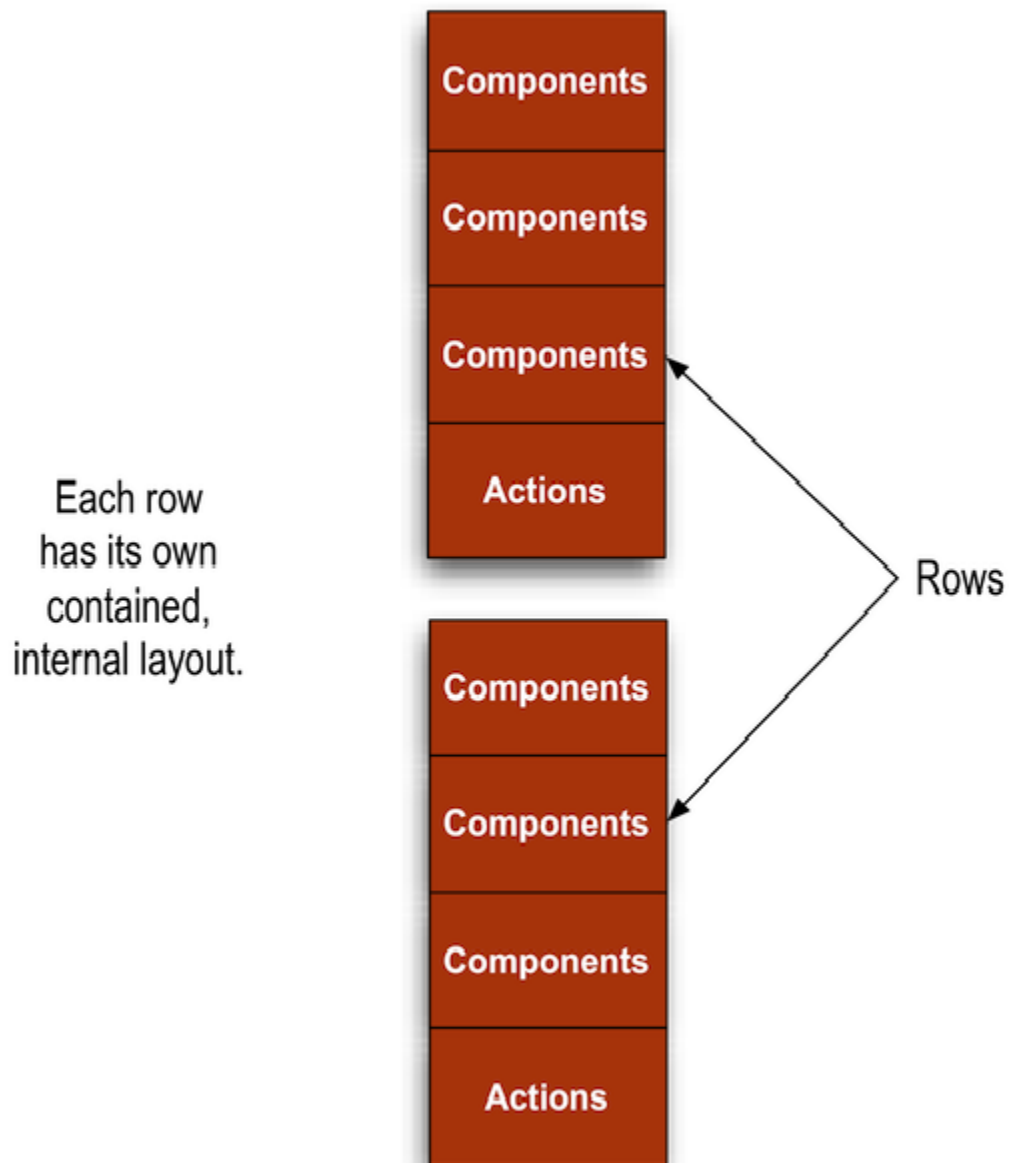 Components
Components
Components
Actions
Each row
has its own
contained,
internal layout.
Rows
Components
Components
Components
Actions